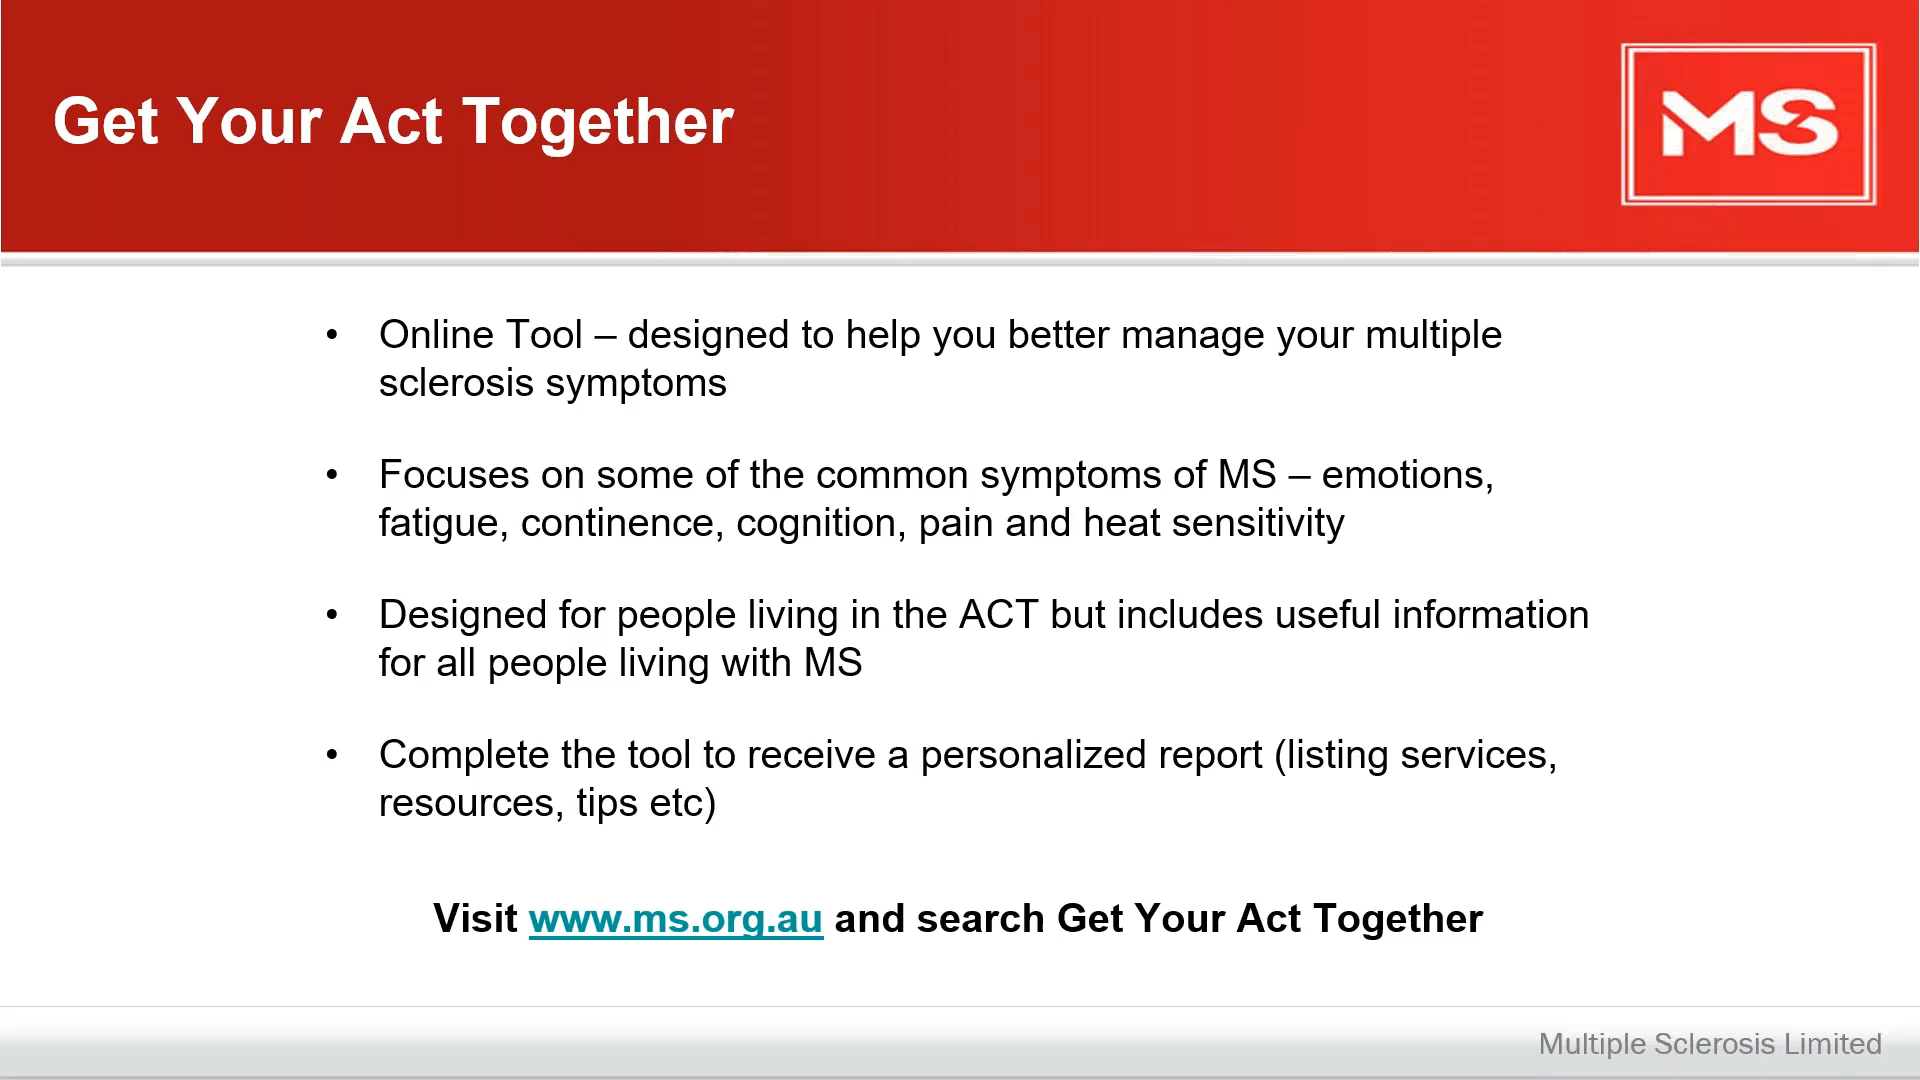 Get Your Act Together
MS
• Online Tool – designed to help you better manage your multiple
sclerosis symptoms
• Focuses on some of the common symptoms of MS – emotions,
fatigue, continence, cognition, pain and heat sensitivity
• Designed for people living in the ACT but includes useful information
for all people living with MS
• Complete the tool to receive a personalized report (listing services,
resources, tips etc)
Visit www.ms.org.au and search Get Your Act Together
Multiple Sclerosis Limited